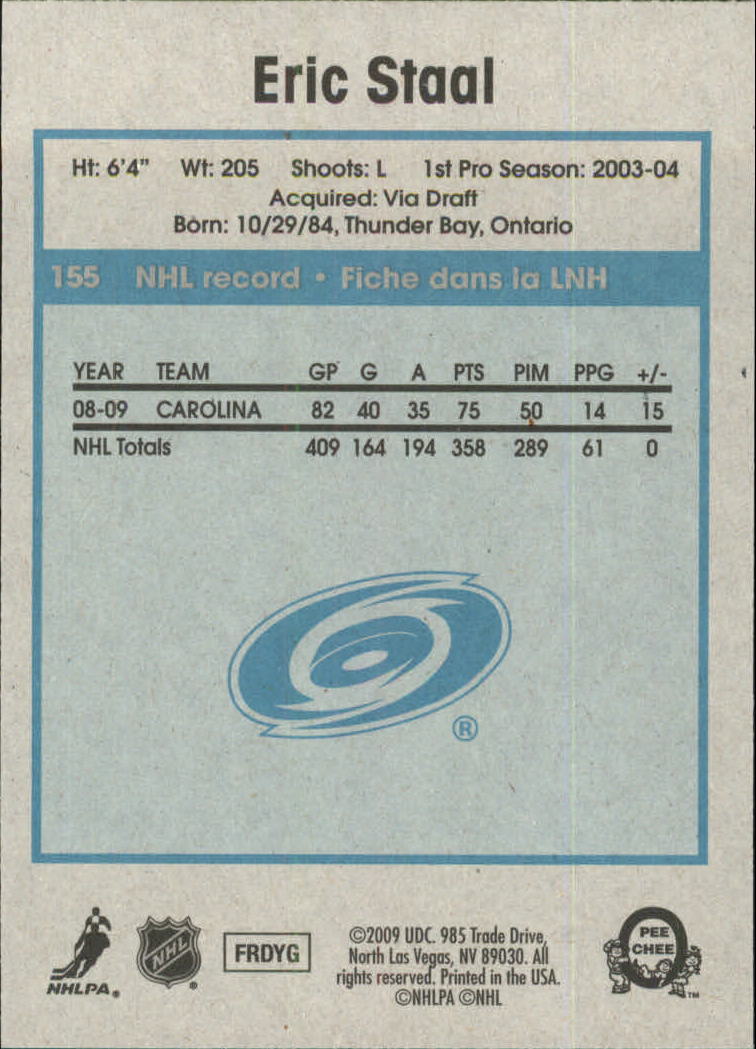 Eric Staal
Ht: 6'4" Wt: 205 Shoots: L 1st Pro Season: 2003-04
Acquired: Via Draft
Born: 10/29/84, Thunder Bay, Ontario
155 NHL record • Fiche dans la LNH
YEAR TEAM GP G A PTS PIM PPG +/-
08-09 CAROLINA 82 40 35 75 50 14 15
NHL Totals 409 164 194 358 289 61 0
®
NHLPA®
NHL®
FRDYG
©2009 UDC. 985 Trade Drive,
North Las Vegas, NV 89030. All
rights reserved. Printed in the USA.
©NHLPA ©NHL
O
PEE
CHEE
TM